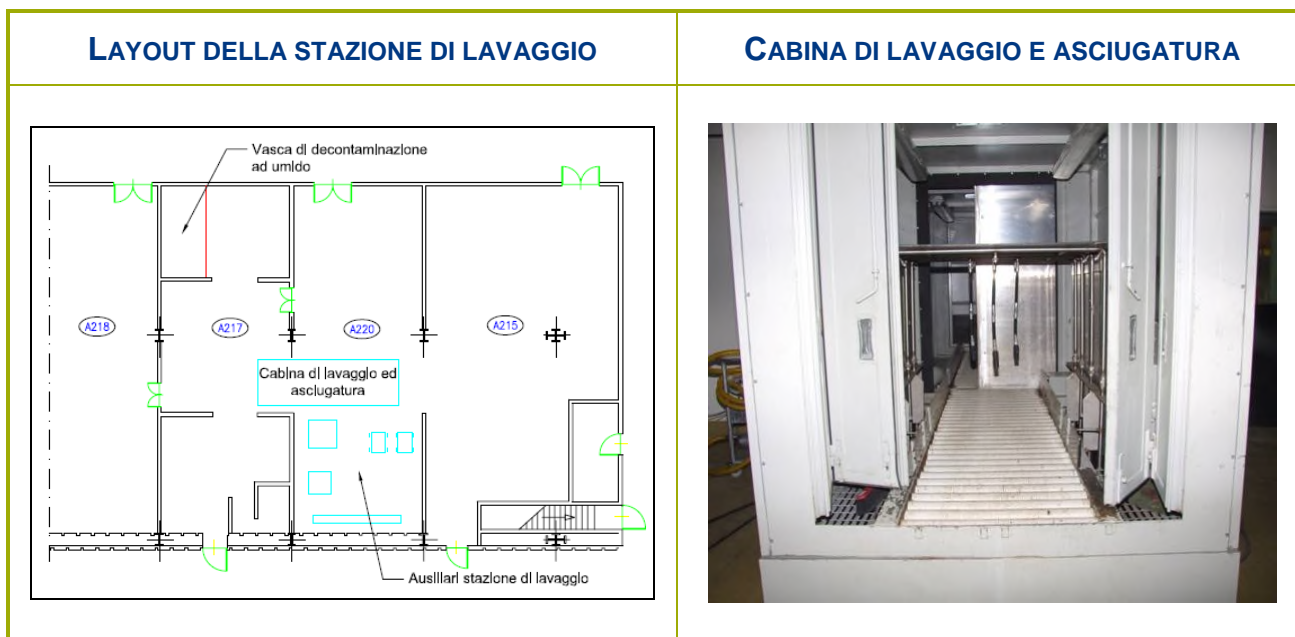 LAYOUT DELLA STAZIONE DI LAVAGGIO
CABINA DI LAVAGGIO E ASCIUGATURA
Vasca di decontaminazione
ad umido
A218
A217
A220
A215
Cabina di lavaggio ed
asciugatura
Ausiliari stazione di lavaggio